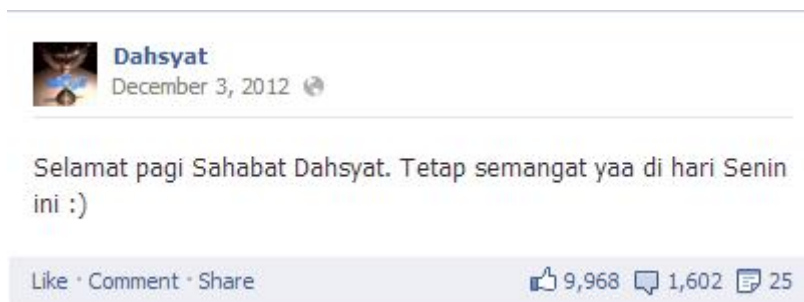 Dahsyat
December 3, 2012
Selamat pagi Sahabat Dahsyat. Tetap semangat yaa di hari Senin
ini :)
Like · Comment · Share 9,968 1,602 25